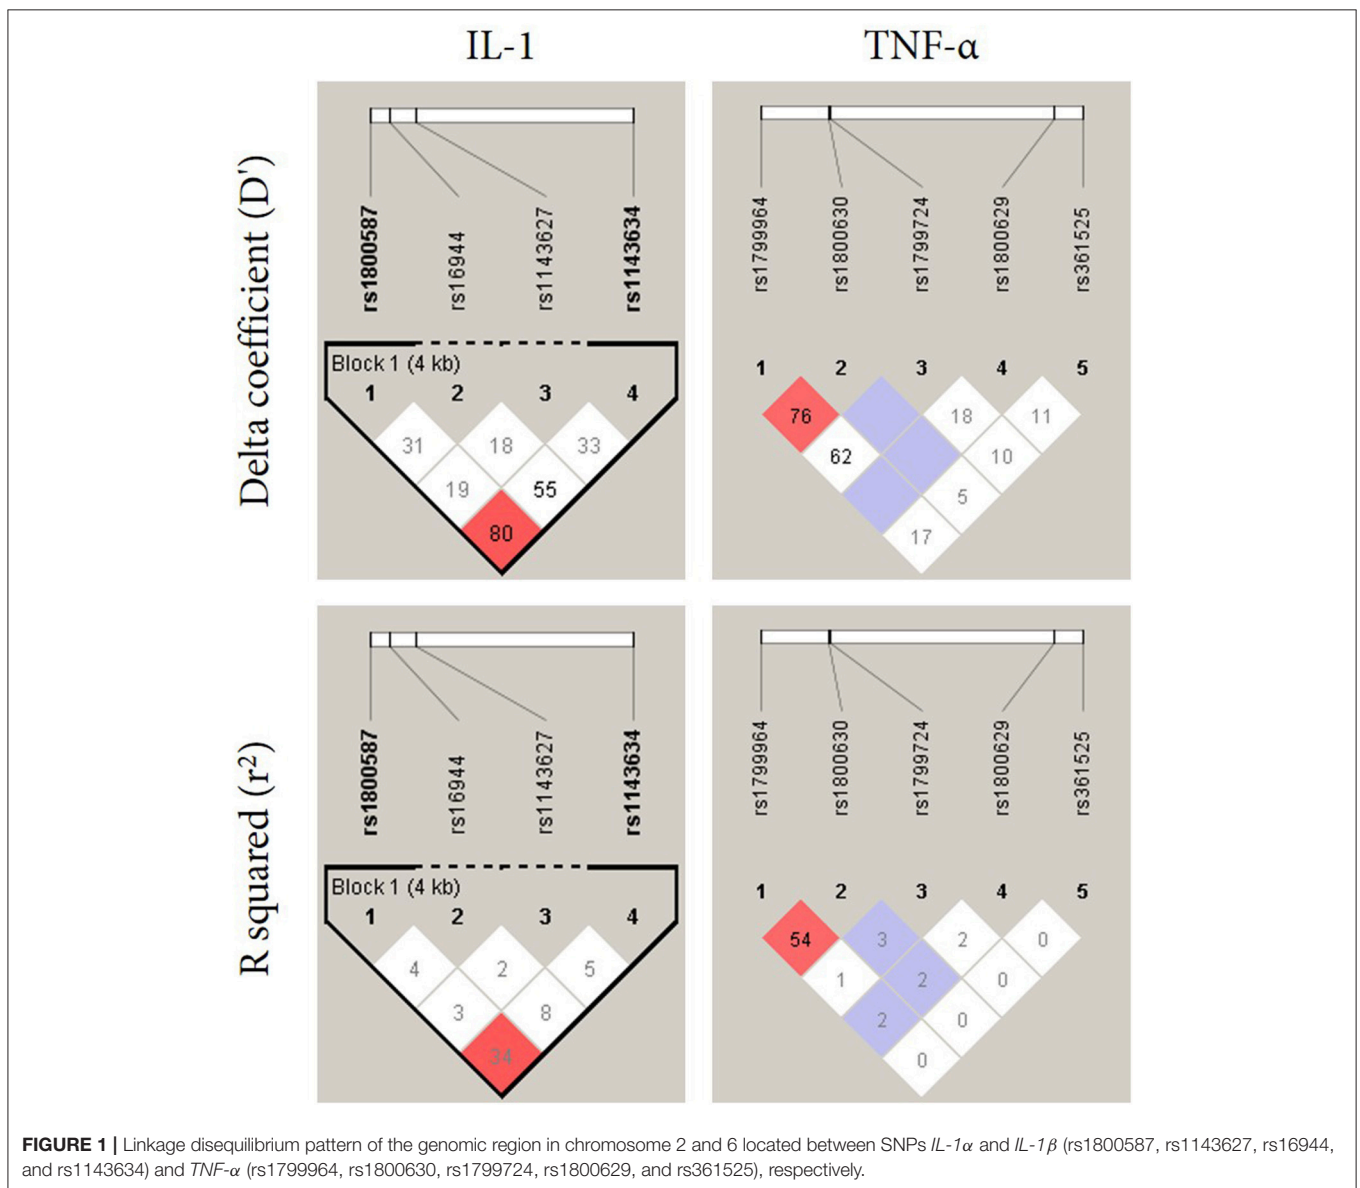 IL-1 TNF-α
Delta coefficient (D')
rs1800587 rs16944 rs1143627 rs1143634
Block 1 (4 kb)
1 2 3 4
31 18 33
19 55
80
rs1799964 rs1800630 rs1799724 rs1800629 rs361525
1 2 3 4 5
76 18 11
62 10
5
17
R squared (r²)
rs1800587 rs16944 rs1143627 rs1143634
Block 1 (4 kb)
1 2 3 4
4 2 5
3 8
34
rs1799964 rs1800630 rs1799724 rs1800629 rs361525
1 2 3 4 5
54 3 2 0
1 2 0
2 0
0
FIGURE 1 | Linkage disequilibrium pattern of the genomic region in chromosome 2 and 6 located between SNPs IL-1α and IL-1β (rs1800587, rs1143627, rs16944,
and rs1143634) and TNF-α (rs1799964, rs1800630, rs1799724, rs1800629, and rs361525), respectively.